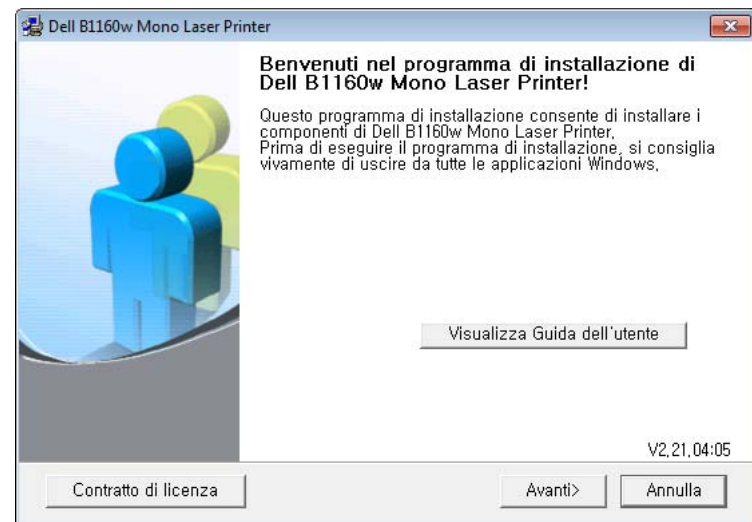 Dell B1160w Mono Laser Printer
Benvenuti nel programma di installazione di
Dell B1160w Mono Laser Printer!
Questo programma di installazione consente di installare i
componenti di Dell B1160w Mono Laser Printer,
Prima di eseguire il programma di installazione, si consiglia
vivamente di uscire da tutte le applicazioni Windows,
Visualizza Guida dell'utente
V2,21,04:05
Contratto di licenza
Avanti>
Annulla